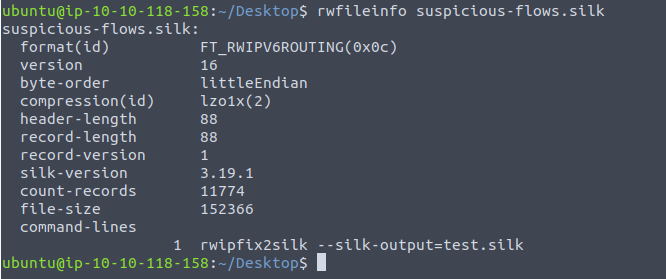 ubuntu@ip-10-10-118-158:~/Desktop$ rwfileinfo suspicious-flows.silk
suspicious-flows.silk:
  format(id)          FT_RWIPV6ROUTING(0x0c)
  version             16
  byte-order          littleEndian
  compression(id)     lzo1x(2)
  header-length       88
  record-length       88
  record-version      1
  silk-version        3.19.1
  count-records       11774
  file-size           152366
  command-lines
                   1  rwipfix2silk --silk-output=test.silk
ubuntu@ip-10-10-118-158:~/Desktop$